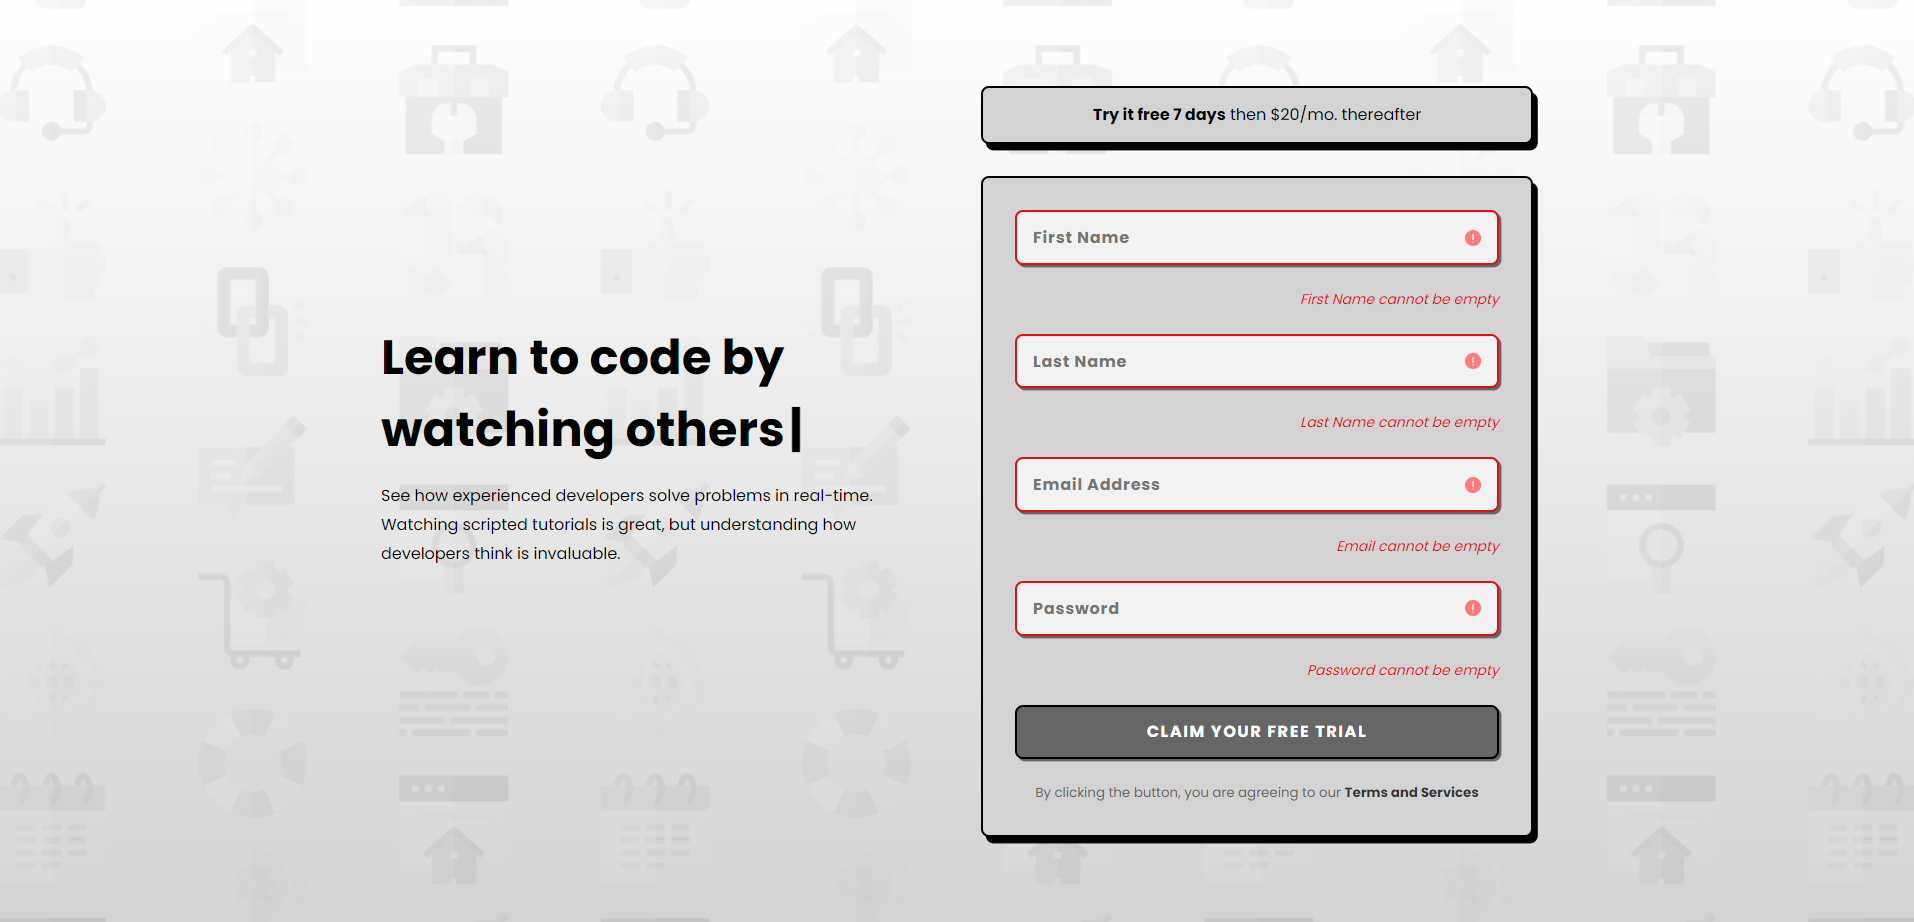 Learn to code by
watching others|
See how experienced developers solve problems in real-time.
Watching scripted tutorials is great, but understanding how
developers think is invaluable.
Try it free 7 days then $20/mo. thereafter
First Name
First Name cannot be empty
Last Name
Last Name cannot be empty
Email Address
Email cannot be empty
Password
Password cannot be empty
CLAIM YOUR FREE TRIAL
By clicking the button, you are agreeing to our Terms and Services